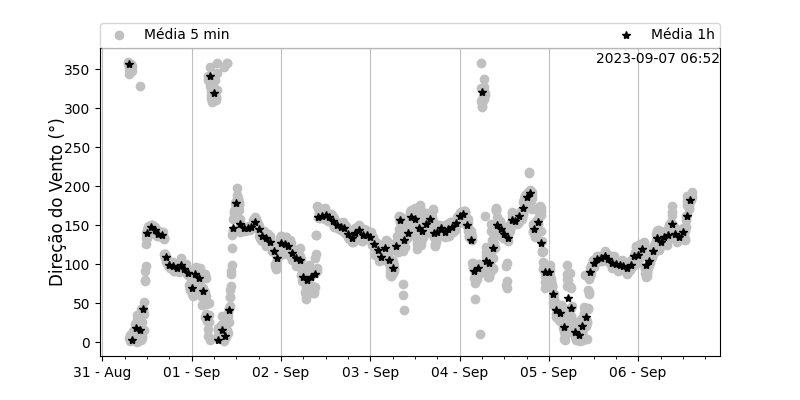 Média 5 min
Média 1h
2023-09-07 06:52
Direção do Vento (°)
350
300
250
200
150
100
50
0
31 - Aug
01 - Sep
02 - Sep
03 - Sep
04 - Sep
05 - Sep
06 - Sep